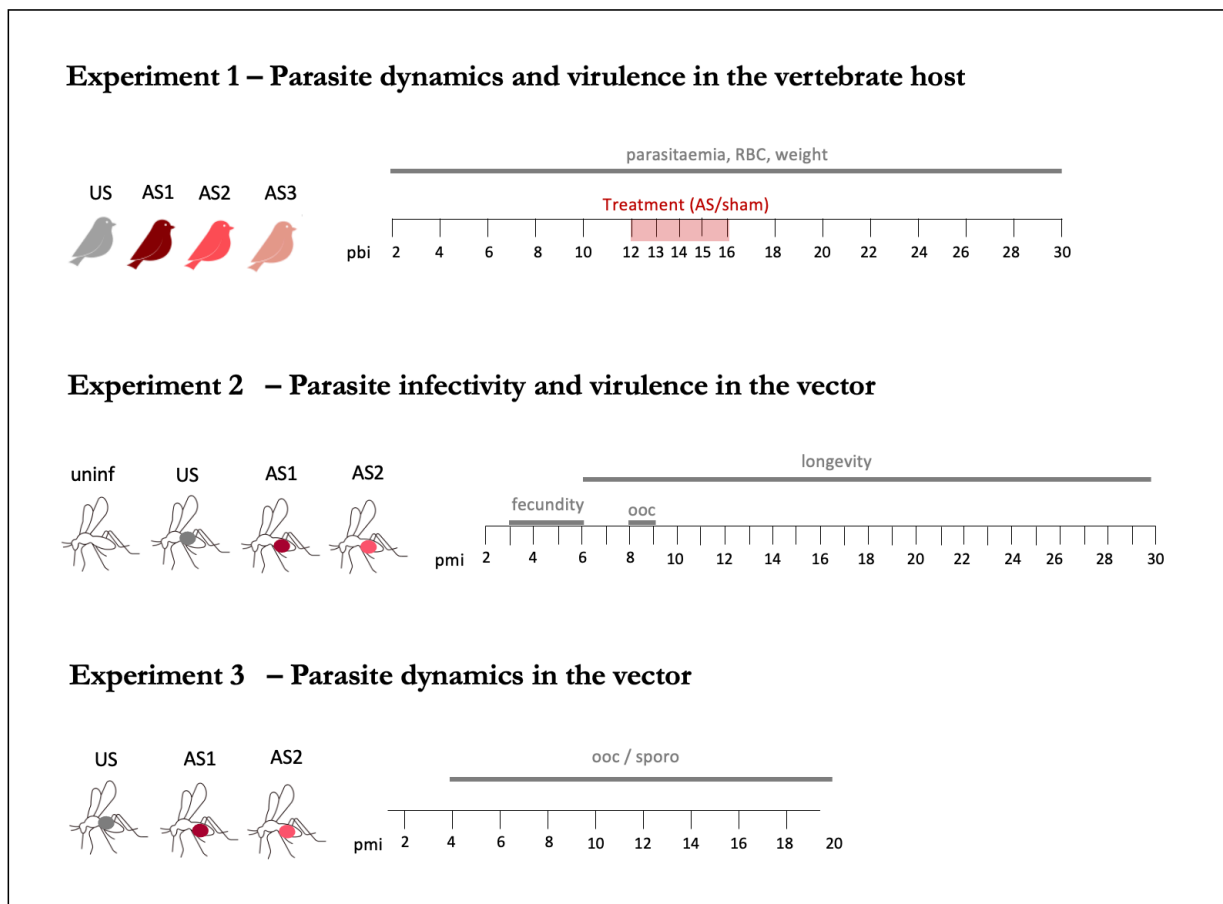 Experiment 1 – Parasite dynamics and virulence in the vertebrate host
parasitaemia, RBC, weight
US AS1 AS2 AS3
Treatment (AS/sham)
pbi 2 4 6 8 10 12 13 14 15 16 18 20 22 24 26 28 30
Experiment 2 – Parasite infectivity and virulence in the vector
longevity
uninf US AS1 AS2
fecundity ooc
pmi 2 4 6 8 10 12 14 16 18 20 22 24 26 28 30
Experiment 3 – Parasite dynamics in the vector
US AS1 AS2
ooc / sporo
pmi 2 4 6 8 10 12 14 16 18 20